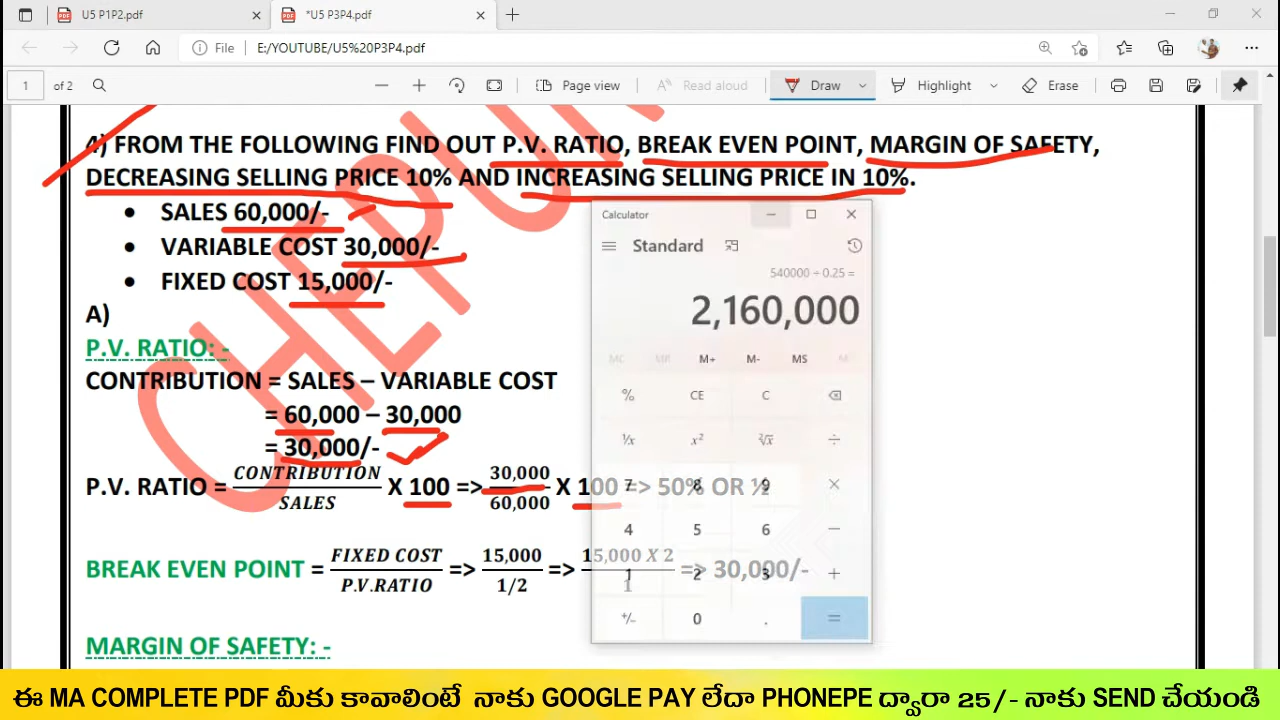 U5 P1P2.pdf
*U5 P3P4.pdf
File E:/YOUTUBE/U5%20P3P4.pdf
1 of 2 Page view Read aloud Draw Highlight Erase
4) FROM THE FOLLOWING FIND OUT P.V. RATIO, BREAK EVEN POINT, MARGIN OF SAFETY,
DECREASING SELLING PRICE 10% AND INCREASING SELLING PRICE IN 10%.
• SALES 60,000/-
• VARIABLE COST 30,000/-
• FIXED COST 15,000/-
A)
P.V. RATIO: -
CONTRIBUTION = SALES – VARIABLE COST
= 60,000 – 30,000
= 30,000/-
P.V. RATIO = CONTRIBUTION/SALES X 100 => 30,000/60,000 X 100 => 50% OR ½
BREAK EVEN POINT = FIXED COST/P.V.RATIO => 15,000/1/2 => 15,000 X 2/1 => 30,000/-
MARGIN OF SAFETY: -
CHEPUR
Calculator
Standard
540000 ÷ 0.25 =
2,160,000
MC MR M+ M- MS M
% CE C
¹/x x² ²√x ÷
7 8 9 ×
4 5 6 −
1 2 3 +
+/− 0 . =
ఈ MA COMPLETE PDF మీకు కావాలింటే నాకు GOOGLE PAY లేదా PHONEPE ద్వారా 25/- నాకు SEND చేయండి